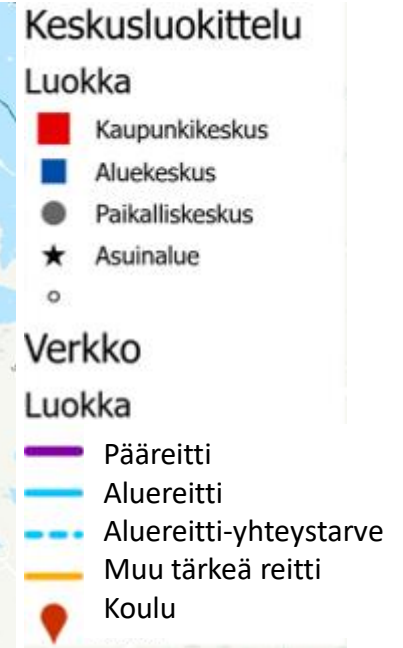 Keskusluokittelu
Luokka
Kaupunkikeskus
Aluekeskus
Paikalliskeskus
Asuinalue
Verkko
Luokka
Pääreitti
Aluereitti
Aluereitti-yhteystarve
Muu tärkeä reitti
Koulu